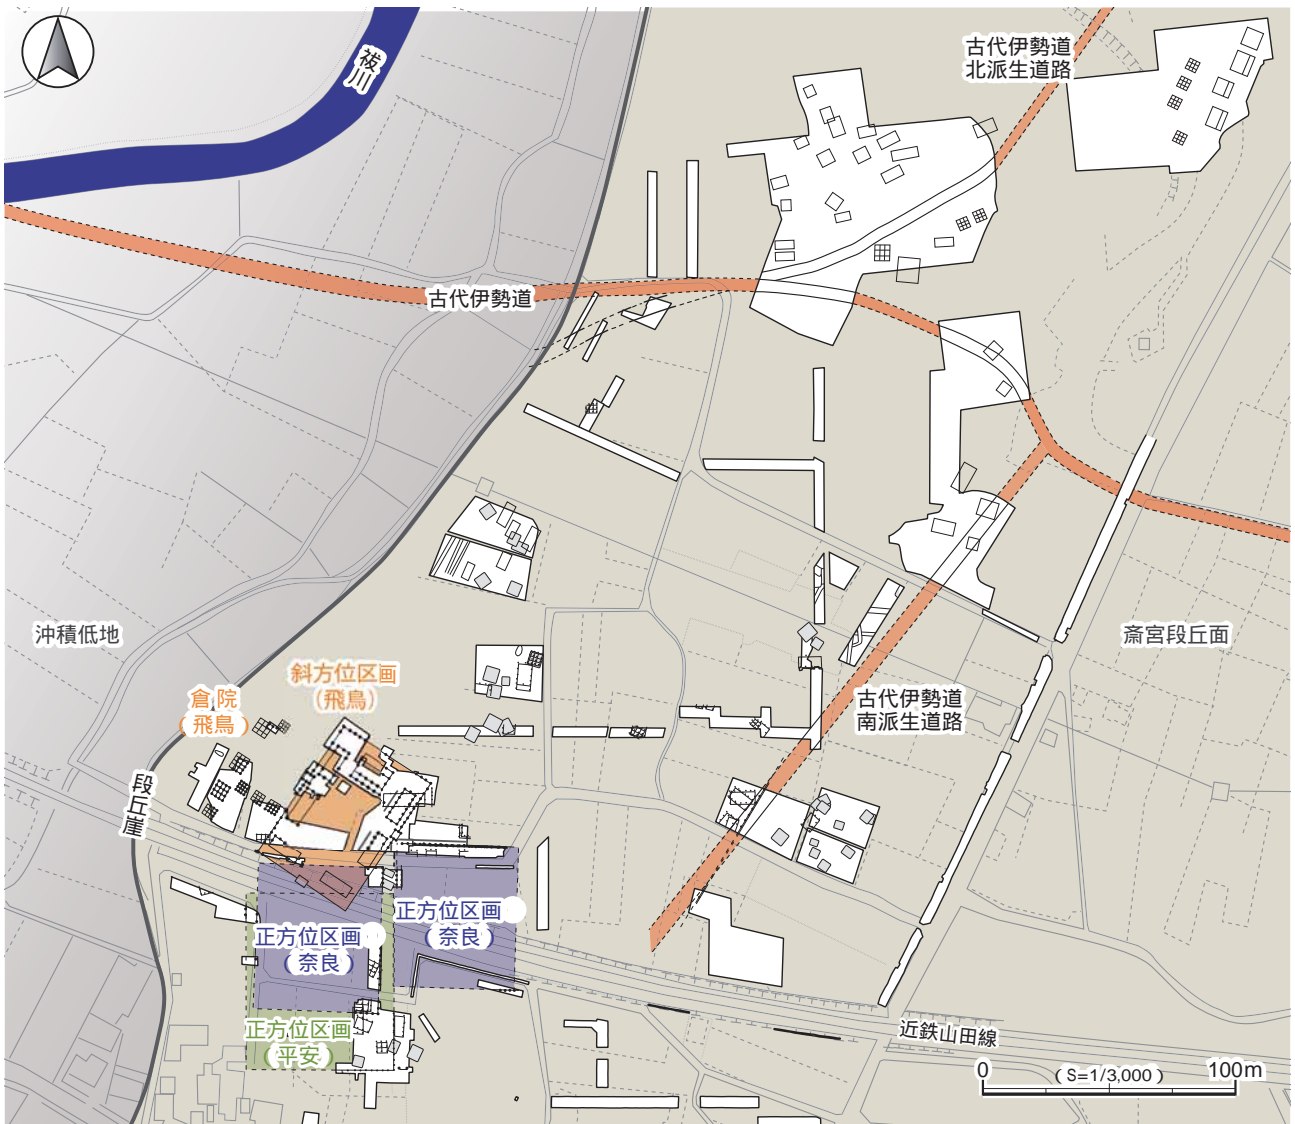 祓川
古代伊勢道
北派生道路
古代伊勢道
沖積低地
斎宮段丘面
斜方位区画
（飛鳥）
倉院
（飛鳥）
古代伊勢道
南派生道路
段丘崖
正方位区画
（奈良）
正方位区画
（奈良）
正方位区画
（平安）
近鉄山田線
0 （S=1/3,000） 100m